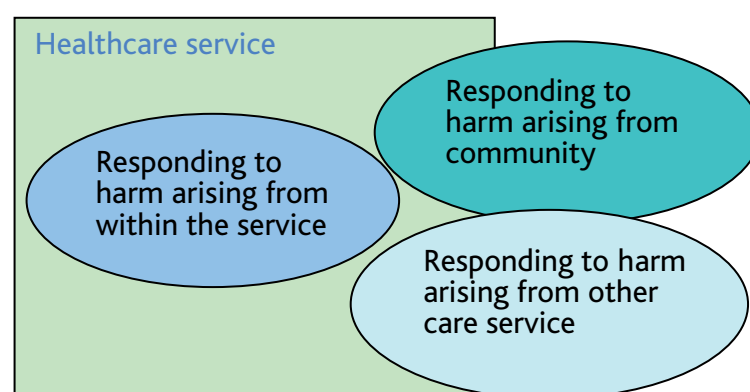 Healthcare service
Responding to
harm arising from
community
Responding to
harm arising from
within the service
Responding to harm
arising from other
care service